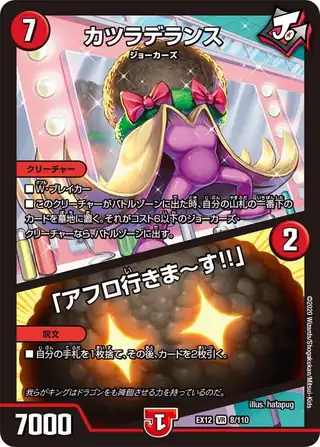 7
カツラデランス
ジョーカーズ
J
クリーチャー
■W・ブレイカー
■このクリーチャーがバトルゾーンに出た時、自分の山札の一番下の
カードを墓地に置く。それがコスト6以下のジョーカーズ・
クリーチャーなら、バトルゾーンに出す。
2
「アフロ行きま~す!!」
呪文
■自分の手札を1枚捨て、その後、カードを2枚引く。
我らがキングはドラゴンをも降臨させる力を持っているのだ。
illus. hatapug
7000
EX12 VR 8/110
©2020 Wizards/Shogakukan/Mitsui-Kids